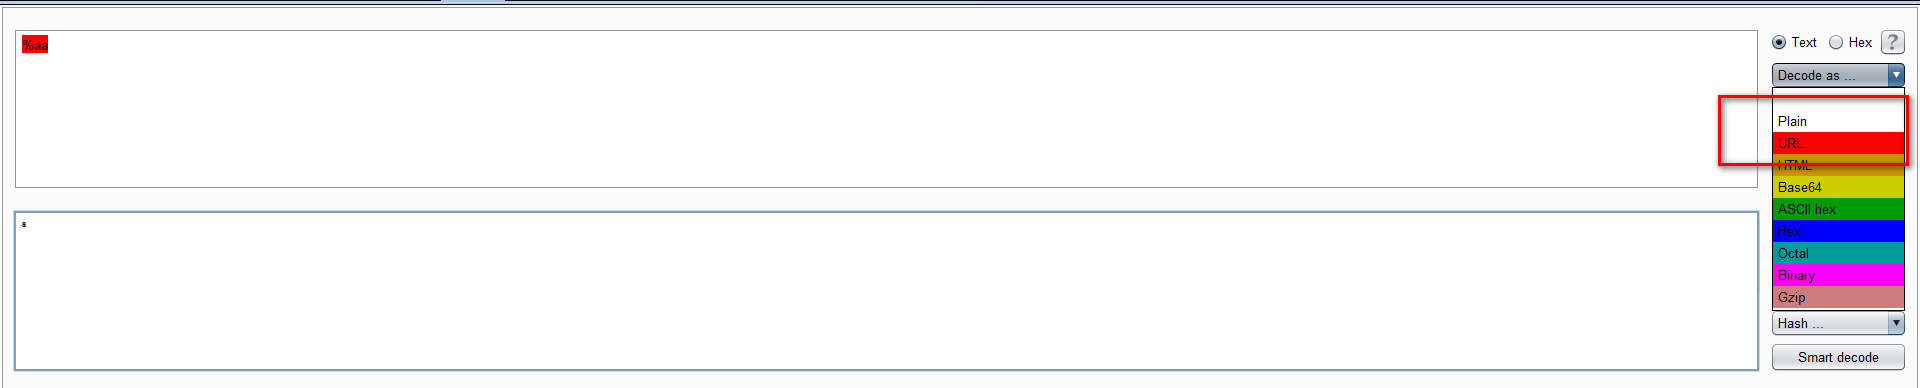 %aa
Text Hex ?
Decode as ...
Plain
URL
HTML
Base64
ASCII hex
Hex
Octal
Binary
Gzip
Hash ...
Smart decode
ª